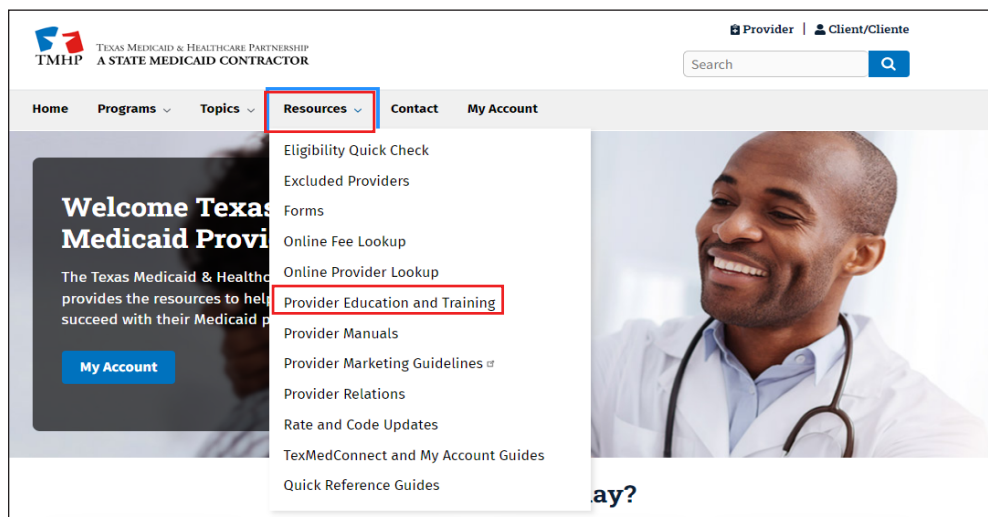 Provider | Client/Cliente
TMHP
TEXAS MEDICAID & HEALTHCARE PARTNERSHIP
A STATE MEDICAID CONTRACTOR
Search
Home Programs Topics Resources Contact My Account
Eligibility Quick Check
Excluded Providers
Forms
Online Fee Lookup
Online Provider Lookup
Provider Education and Training
Provider Manuals
Provider Marketing Guidelines
Provider Relations
Rate and Code Updates
TexMedConnect and My Account Guides
Quick Reference Guides
Welcome Texas
Medicaid Provi
The Texas Medicaid & Healthc
provides the resources to help
succeed with their Medicaid p
My Account
ay?